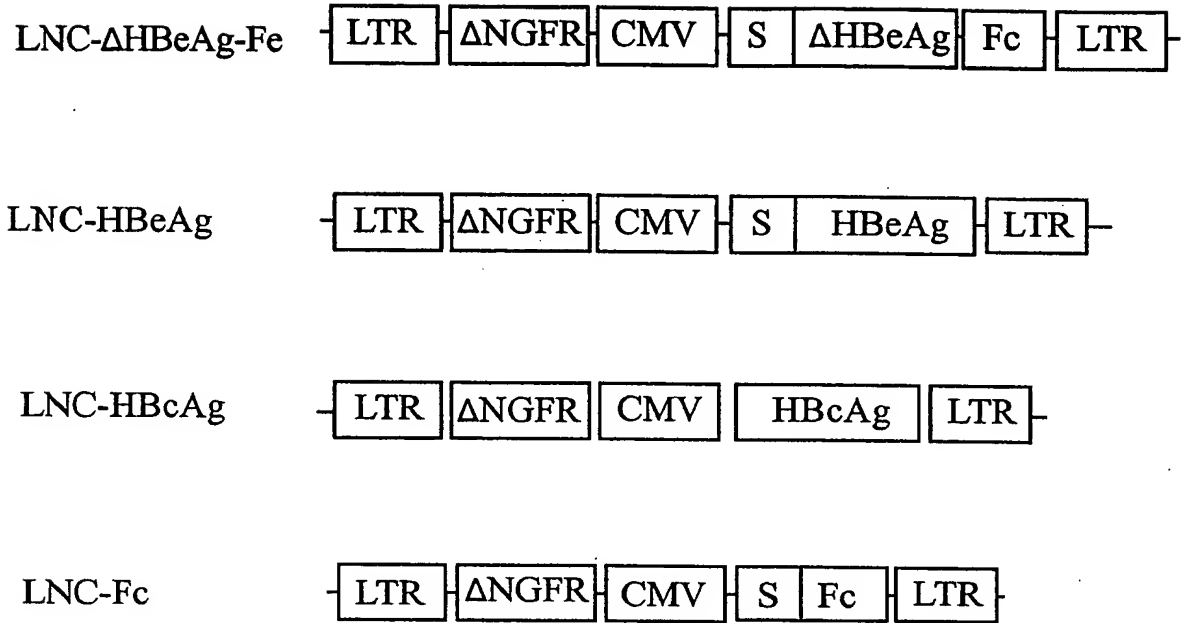 LNC-ΔHBeAg-Fe LTR ΔNGFR CMV S ΔHBeAg Fc LTR
LNC-HBeAg LTR ΔNGFR CMV S HBeAg LTR
LNC-HBcAg LTR ΔNGFR CMV HBcAg LTR
LNC-Fc LTR ΔNGFR CMV S Fc LTR